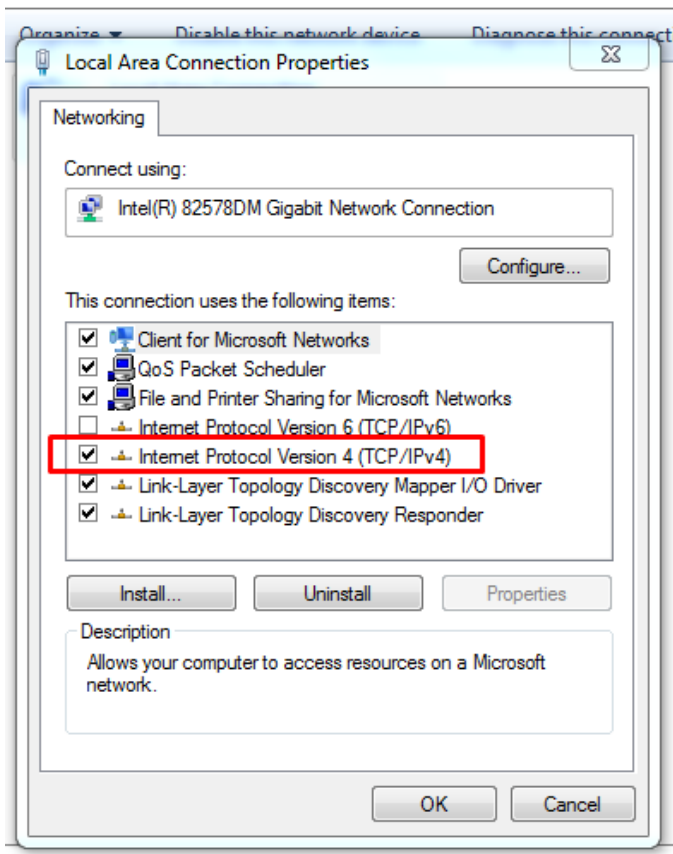 Organize Disable this network device Diagnose this connect
Local Area Connection Properties
Networking
Connect using:
Intel(R) 82578DM Gigabit Network Connection
Configure...
This connection uses the following items:
Client for Microsoft Networks
QoS Packet Scheduler
File and Printer Sharing for Microsoft Networks
Internet Protocol Version 6 (TCP/IPv6)
Internet Protocol Version 4 (TCP/IPv4)
Link-Layer Topology Discovery Mapper I/O Driver
Link-Layer Topology Discovery Responder
Install... Uninstall Properties
Description
Allows your computer to access resources on a Microsoft
network.
OK Cancel